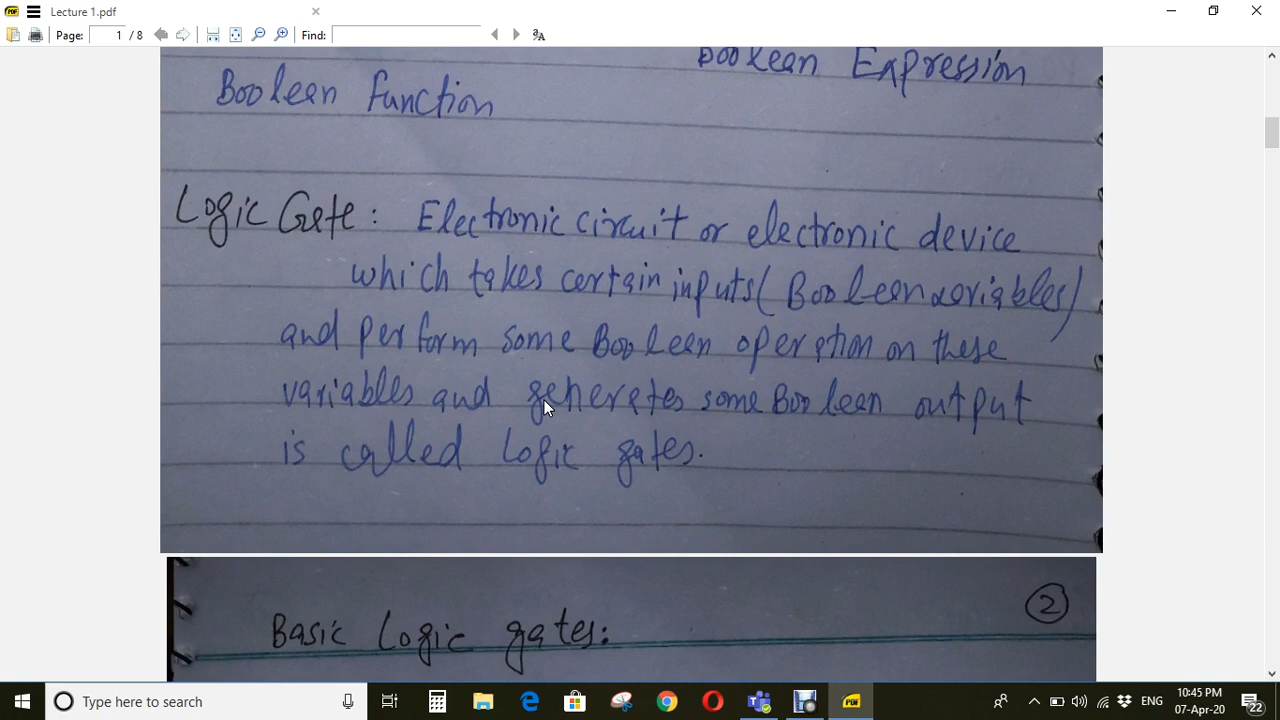 Lecture 1.pdf
Page: 1 / 8 Find:
Boolean Expression
Boolean Function
Logic Gate: Electronic circuit or electronic device
which takes certain inputs( Boolean variables)
and perform some Boolean operation on these
variables and generates some Boolean output
is called Logic gates.
2
Basic Logic gates:
Type here to search
ENG
10:45 PM
07-Apr-20
22